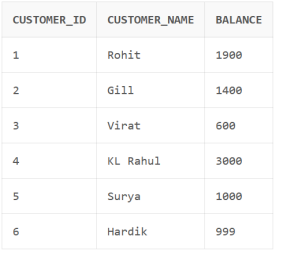 CUSTOMER_ID CUSTOMER_NAME BALANCE
1 Rohit 1900
2 Gill 1400
3 Virat 600
4 KL Rahul 3000
5 Surya 1000
6 Hardik 999